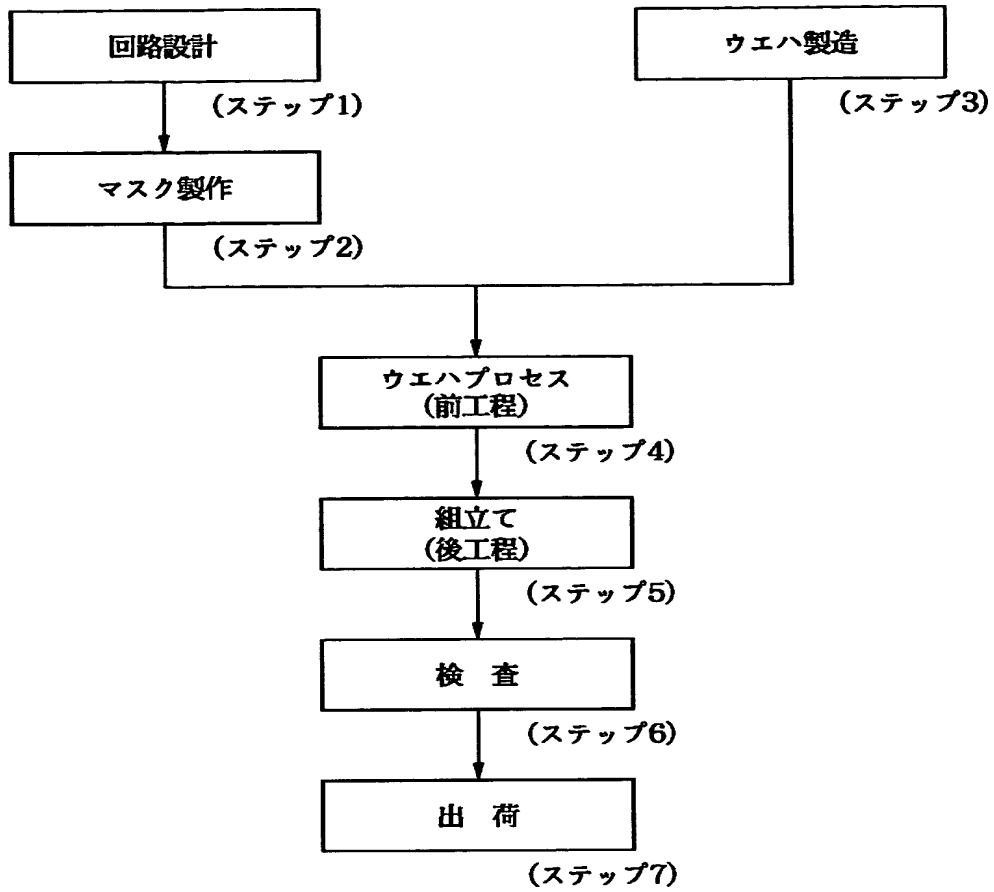 回路設計
(ステップ1)
マスク製作
(ステップ2)
ウエハ製造
(ステップ3)
ウエハプロセス
(前工程)
(ステップ4)
組立て
(後工程)
(ステップ5)
検 査
(ステップ6)
出 荷
(ステップ7)